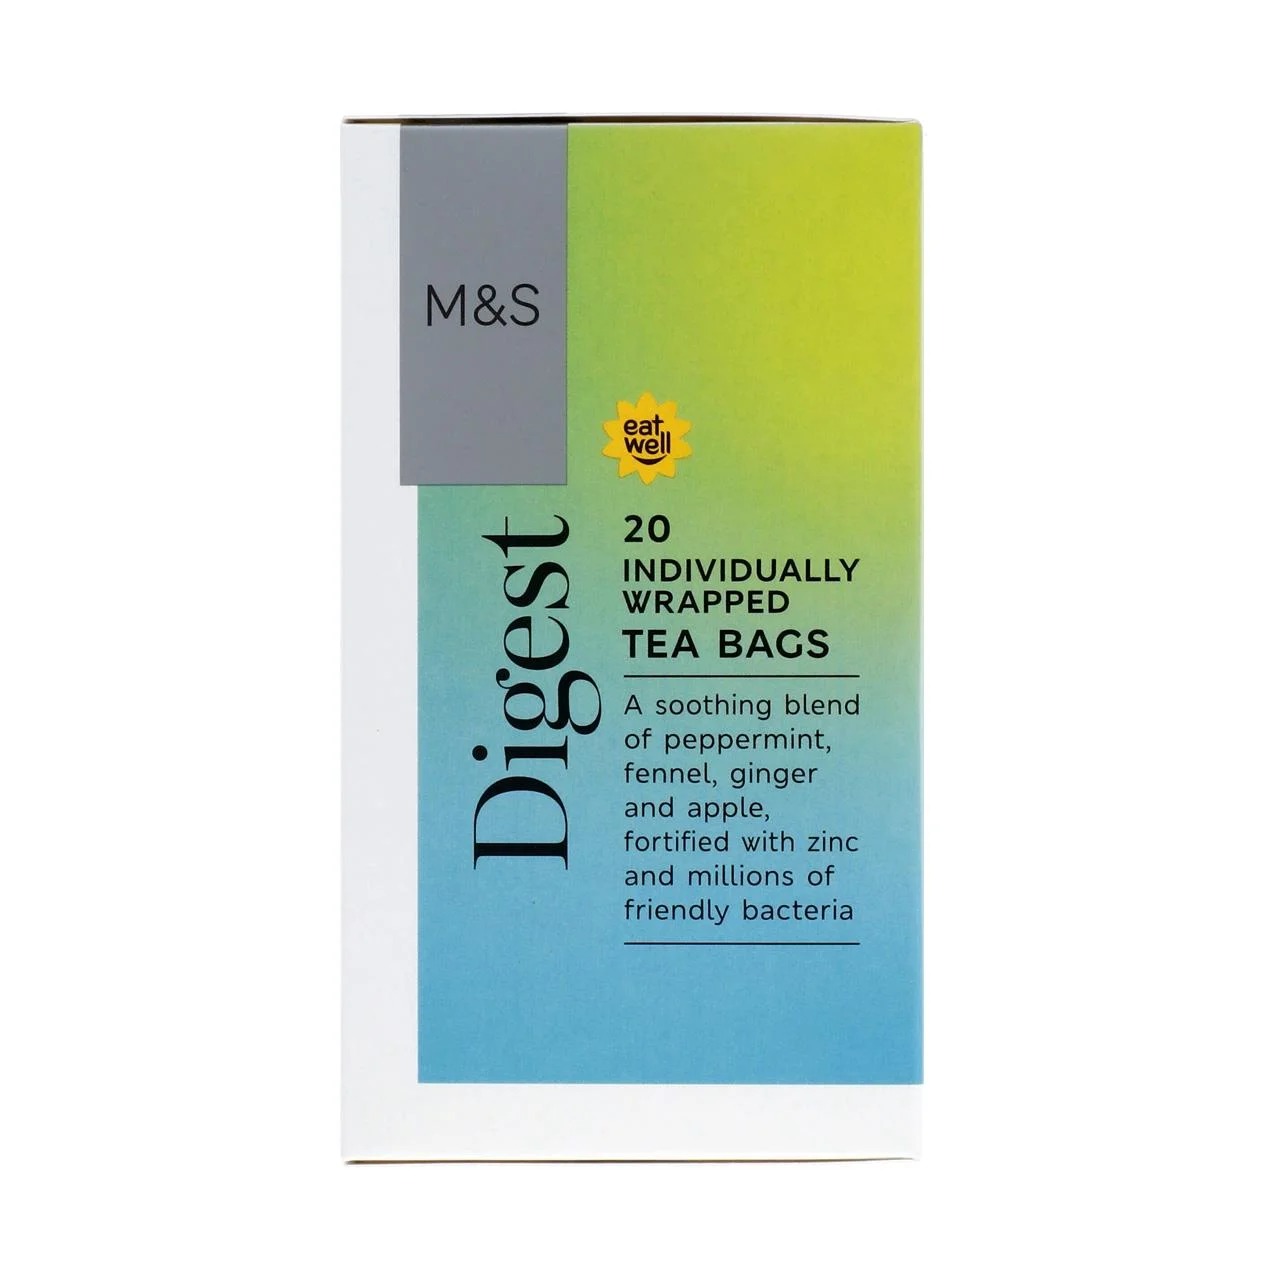 M&S
eat
well
Digest
20
INDIVIDUALLY
WRAPPED
TEA BAGS
A soothing blend
of peppermint,
fennel, ginger
and apple,
fortified with zinc
and millions of
friendly bacteria